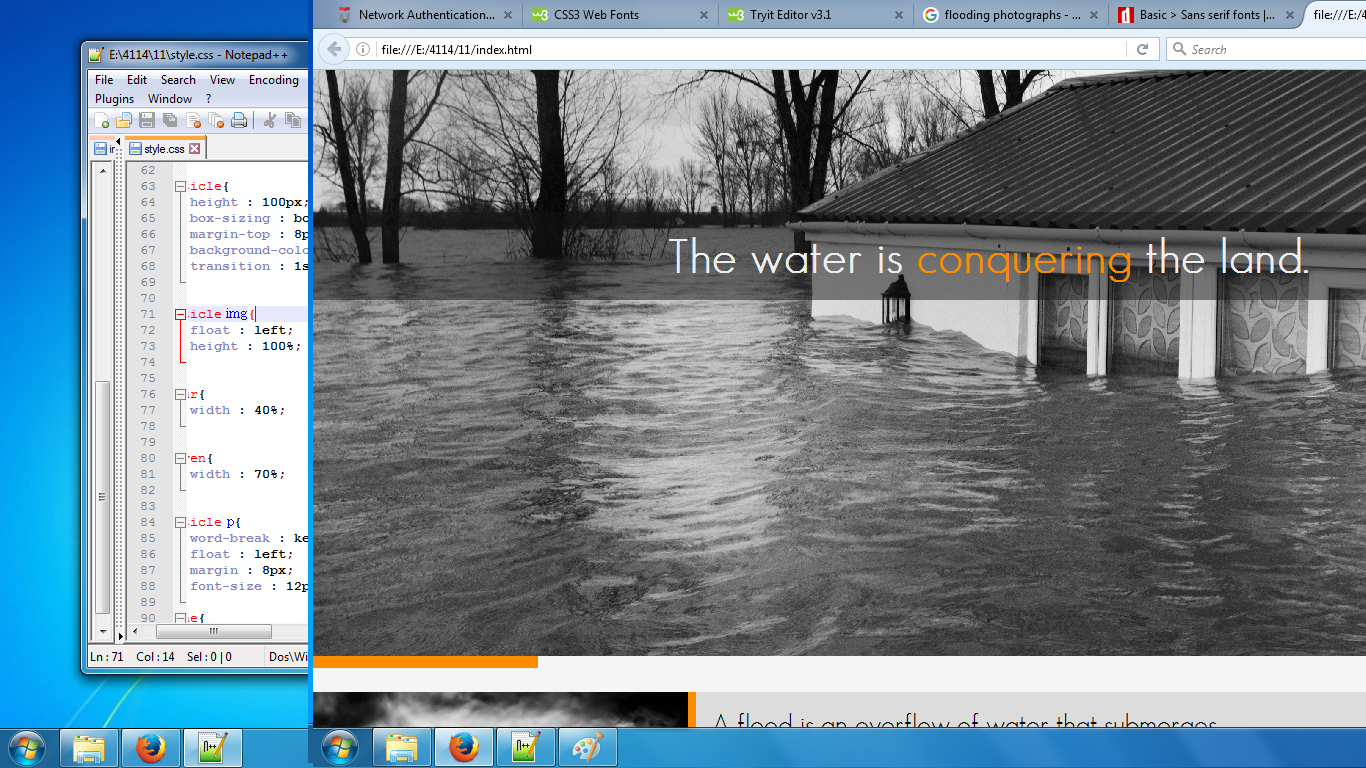 E:\4114\11\style.css - Notepad++
File Edit Search View Encoding
Plugins Window ?
style.css
62
63 icle{
64 height : 100px;
65 box-sizing : bo
66 margin-top : 8p
67 background-colo
68 transition : 1s
69
70
71 icle img{
72 float : left;
73 height : 100%;
74
75
76 r{
77 width : 40%;
78
79
80 en{
81 width : 70%;
82
83
84 icle p{
85 word-break : ke
86 float : left;
87 margin : 8px;
88 font-size : 12p
89
90 e{
Ln : 71 Col : 14 Sel : 0 | 0 Dos\Wi
Network Authentication... CSS3 Web Fonts Tryit Editor v3.1 flooding photographs - ... Basic > Sans serif fonts |... file:///E:/4
file:///E:/4114/11/index.html Search
The water is conquering the land.
A flood is an overflow of water that submerges